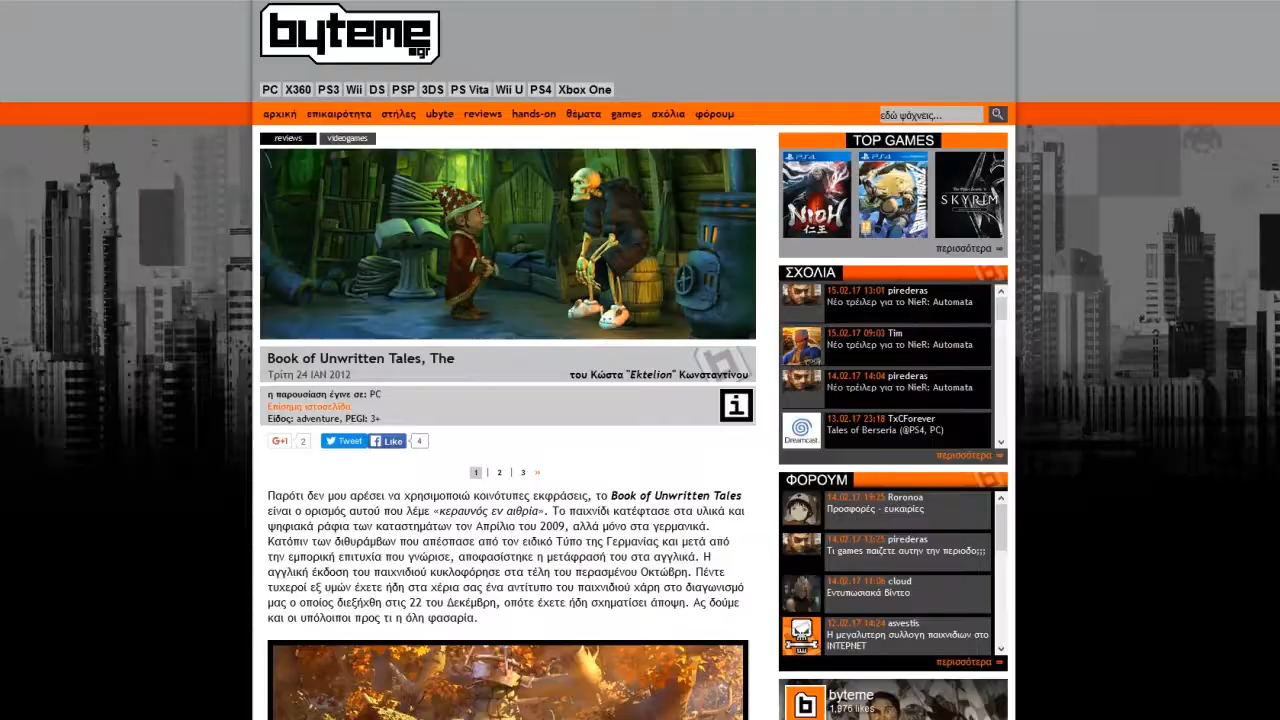 byteme
gr
PC X360 PS3 Wii DS PSP 3DS PS Vita Wii U PS4 Xbox One
αρχική επικαιρότητα στήλες ubyte reviews hands-on θέματα games σχόλια φόρουμ
εδώ ψάχνεις...
reviews videogames
Book of Unwritten Tales, The
Τρίτη 24 ΙΑΝ 2012
του Κώστα "Ektelion" Κωνσταντίνου
η παρουσίαση έγινε σε: PC
Επίσημη ιστοσελίδα
Είδος: adventure, PEGI: 3+
G+1 2 Tweet Like 4
1 | 2 | 3 »
Παρότι δεν μου αρέσει να χρησιμοποιώ κοινότυπες εκφράσεις, το Book of Unwritten Tales
είναι ο ορισμός αυτού που λέμε «κεραυνός εν αιθρία». Το παιχνίδι κατέφτασε στα υλικά και
ψηφιακά ράφια των καταστημάτων τον Απρίλιο του 2009, αλλά μόνο στα γερμανικά.
Κατόπιν των διθυράμβων που απέσπασε από τον ειδικό Τύπο της Γερμανίας και μετά από
την εμπορική επιτυχία που γνώρισε, αποφασίστηκε η μετάφρασή του στα αγγλικά. Η
αγγλική έκδοση του παιχνιδιού κυκλοφόρησε στα τέλη του περασμένου Οκτώβρη. Πέντε
τυχεροί εξ υμών έχετε ήδη στα χέρια σας ένα αντίτυπο του παιχνιδιού χάρη στο διαγωνισμό
μας ο οποίος διεξήχθη στις 22 του Δεκέμβρη, οπότε έχετε ήδη σχηματίσει άποψη. Ας δούμε
και οι υπόλοιποι προς τι η όλη φασαρία.
TOP GAMES
PS4
NIOH
仁王
PS4
SKYRIM
περισσότερα ⇒
ΣΧΟΛΙΑ
15.02.17 13:01 pirederas
Νέο τρέιλερ για το NieR: Automata
15.02.17 09:03 Tim
Νέο τρέιλερ για το NieR: Automata
14.02.17 14:04 pirederas
Νέο τρέιλερ για το NieR: Automata
13.02.17 23:18 TxCForever
Tales of Berseria (@PS4, PC)
Dreamcast.
περισσότερα ⇒
ΦΟΡΟΥΜ
14.02.17 19:25 Roronoa
Προσφορές - ευκαιρίες
14.02.17 13:25 pirederas
Τι games παιζετε αυτην την περιοδο;;;
14.02.17 11:06 cloud
Εντυπωσιακά βίντεο
12.02.17 14:24 asvestis
Η μεγαλυτερη συλλογη παιχνιδιων στο
INTERNET
περισσότερα ⇒
byteme
1,976 likes